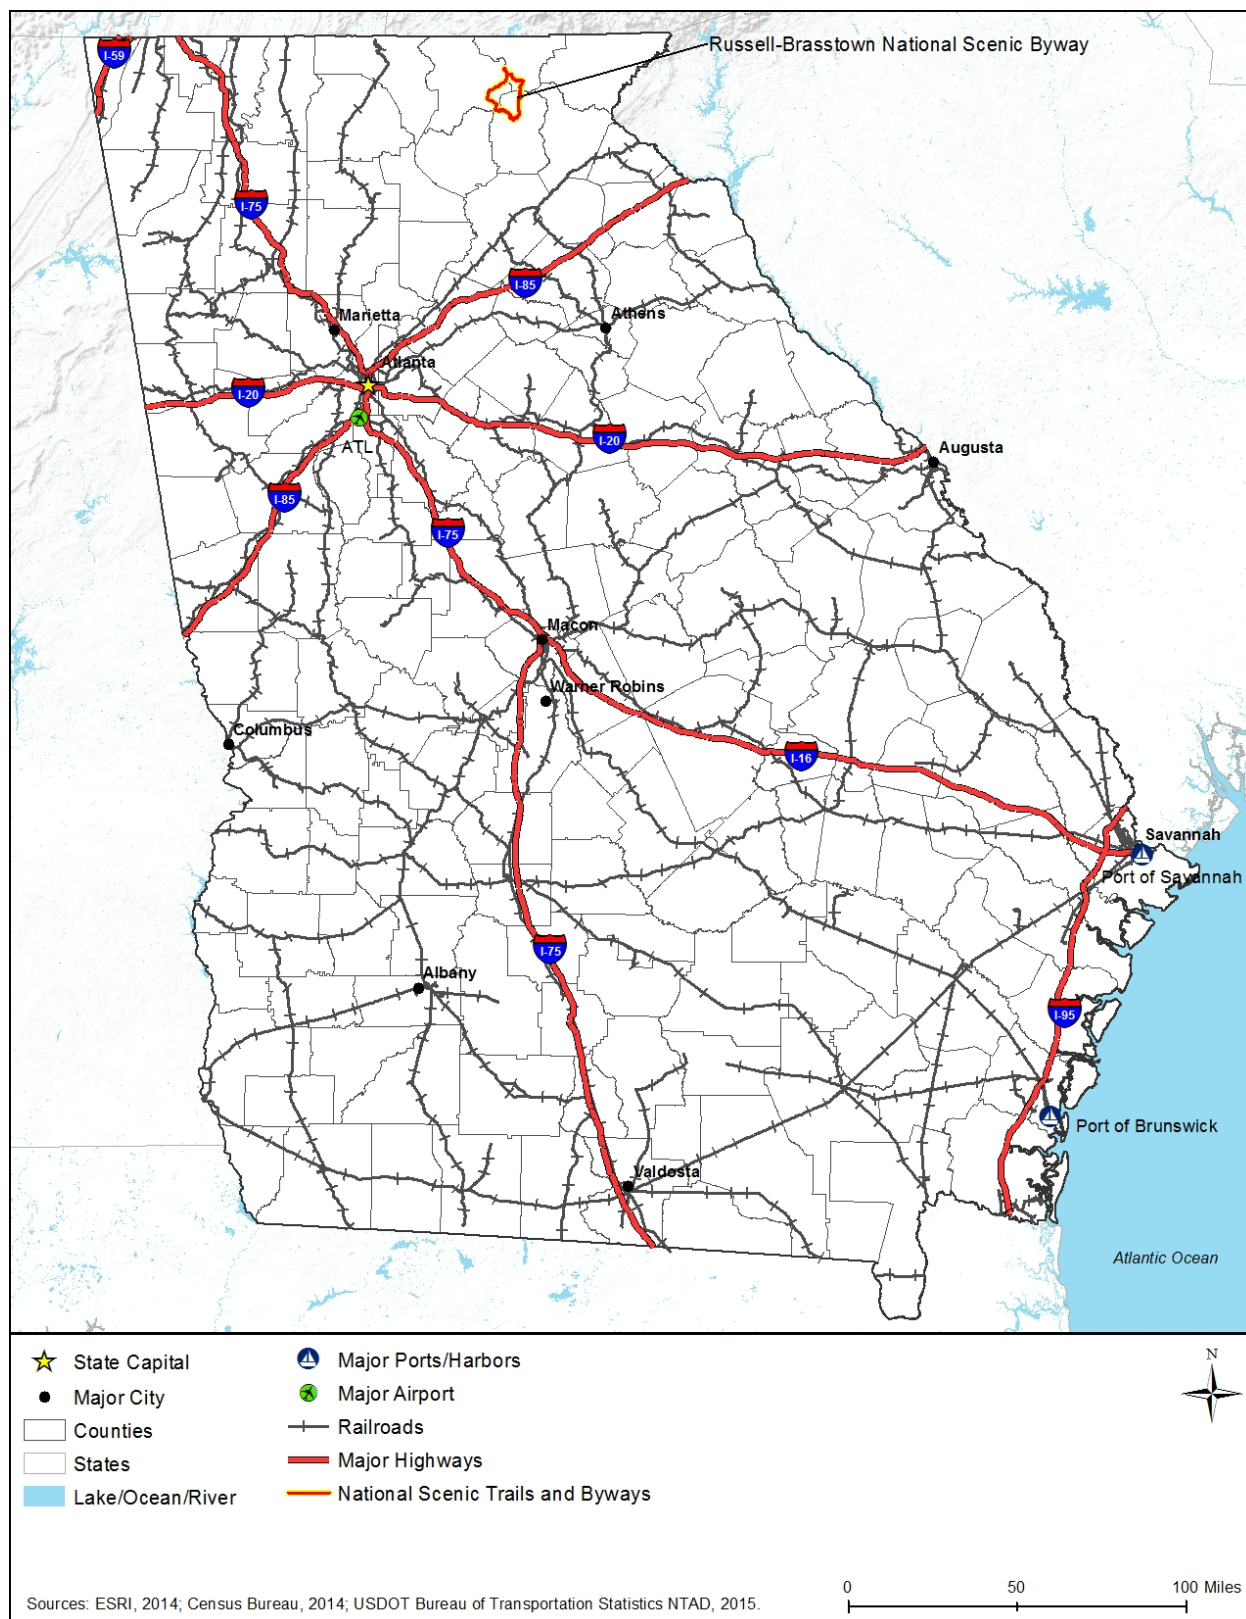 Russell-Brasstown National Scenic Byway
I-59
I-75
I-85
Marietta
Athens
Atlanta
I-20
ATL
I-20
Augusta
I-85
I-75
Macon
Warner Robins
Columbus
I-16
Savannah
Port of Savannah
I-75
Albany
I-95
Port of Brunswick
Valdosta
Atlantic Ocean
State Capital
Major City
Counties
States
Lake/Ocean/River
Major Ports/Harbors
Major Airport
Railroads
Major Highways
National Scenic Trails and Byways
N
0 50 100 Miles
Sources: ESRI, 2014; Census Bureau, 2014; USDOT Bureau of Transportation Statistics NTAD, 2015.